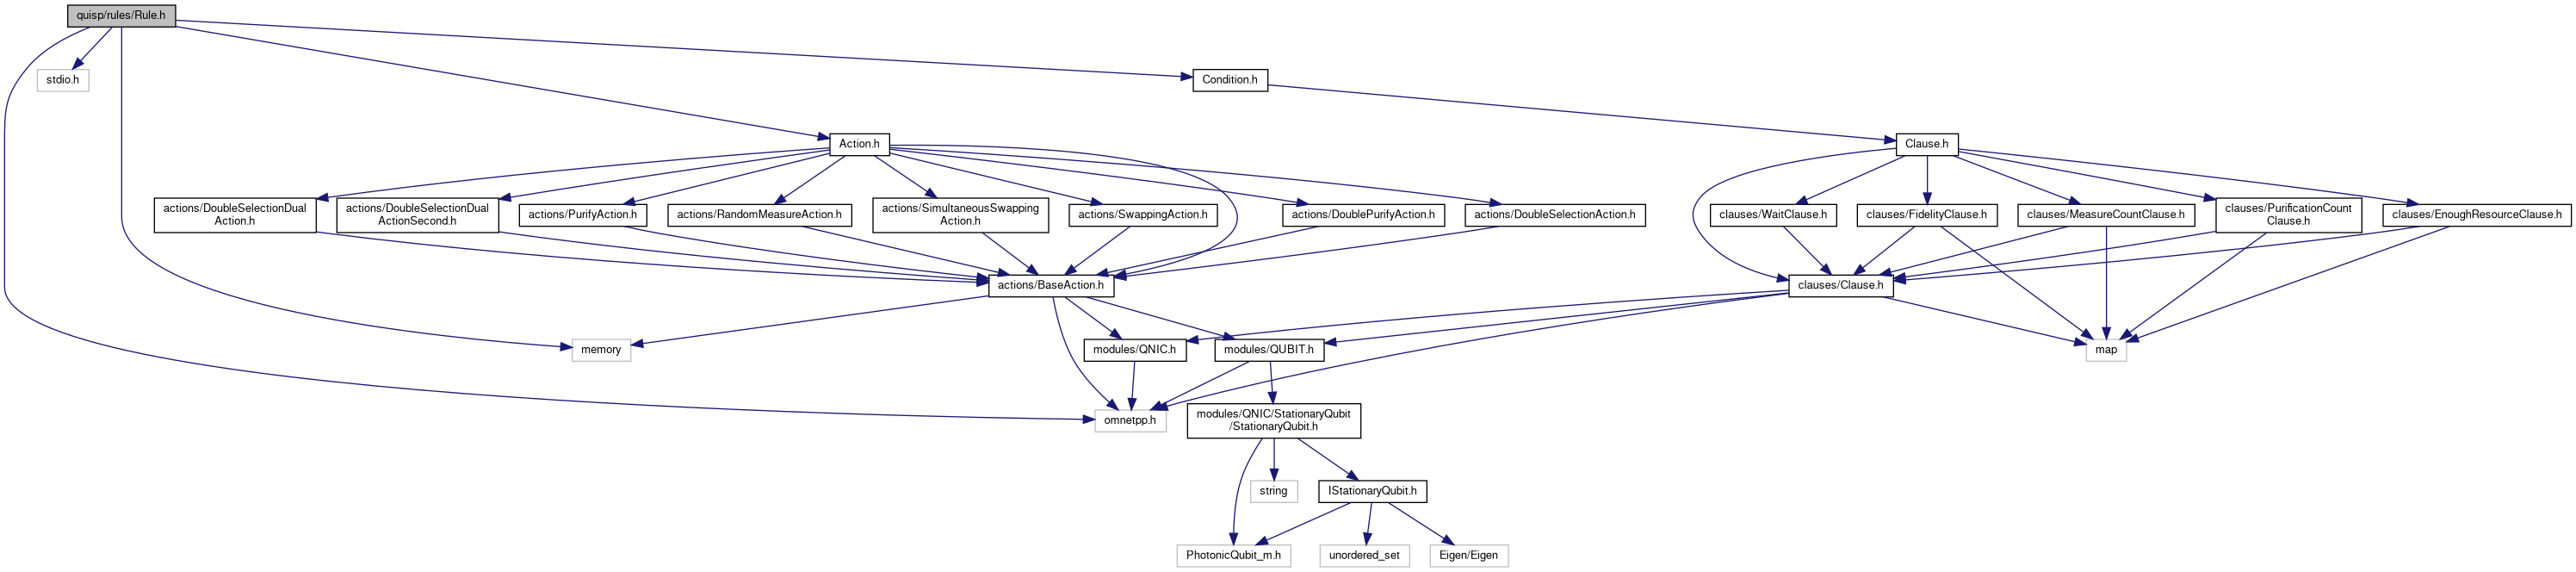 quisp/rules/Rule.h
stdio.h
Condition.h
Action.h
Clause.h
actions/DoubleSelectionDual
Action.h
actions/DoubleSelectionDual
ActionSecond.h
actions/PurifyAction.h
actions/RandomMeasureAction.h
actions/SimultaneousSwapping
Action.h
actions/SwappingAction.h
actions/DoublePurifyAction.h
actions/DoubleSelectionAction.h
clauses/WaitClause.h
clauses/FidelityClause.h
clauses/MeasureCountClause.h
clauses/PurificationCount
Clause.h
clauses/EnoughResourceClause.h
actions/BaseAction.h
clauses/Clause.h
memory
modules/QNIC.h
modules/QUBIT.h
map
omnetpp.h
modules/QNIC/StationaryQubit
/StationaryQubit.h
string
IStationaryQubit.h
PhotonicQubit_m.h
unordered_set
Eigen/Eigen